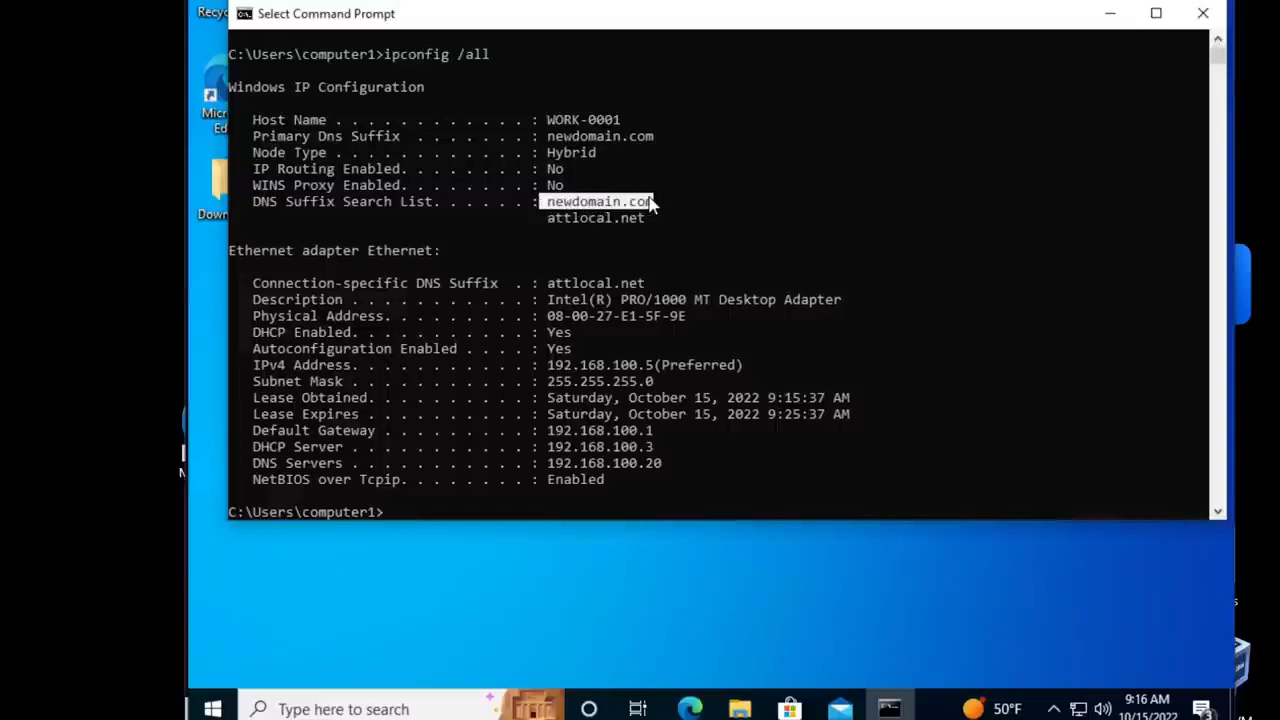 Recyc
Select Command Prompt
C:\Users\computer1>ipconfig /all
Windows IP Configuration
Host Name . . . . . . . . . . . . : WORK-0001
Primary Dns Suffix . . . . . . . : newdomain.com
Node Type . . . . . . . . . . . . : Hybrid
IP Routing Enabled. . . . . . . . : No
WINS Proxy Enabled. . . . . . . . : No
DNS Suffix Search List. . . . . . : newdomain.com
attlocal.net
Ethernet adapter Ethernet:
Connection-specific DNS Suffix . : attlocal.net
Description . . . . . . . . . . . : Intel(R) PRO/1000 MT Desktop Adapter
Physical Address. . . . . . . . . : 08-00-27-E1-5F-9E
DHCP Enabled. . . . . . . . . . . : Yes
Autoconfiguration Enabled . . . . : Yes
IPv4 Address. . . . . . . . . . . : 192.168.100.5(Preferred)
Subnet Mask . . . . . . . . . . . : 255.255.255.0
Lease Obtained. . . . . . . . . . : Saturday, October 15, 2022 9:15:37 AM
Lease Expires . . . . . . . . . . : Saturday, October 15, 2022 9:25:37 AM
Default Gateway . . . . . . . . . : 192.168.100.1
DHCP Server . . . . . . . . . . . : 192.168.100.3
DNS Servers . . . . . . . . . . . : 192.168.100.20
NetBIOS over Tcpip. . . . . . . . : Enabled
C:\Users\computer1>
Micr
Ed
Down
Type here to search
50°F
9:16 AM
10/15/2022